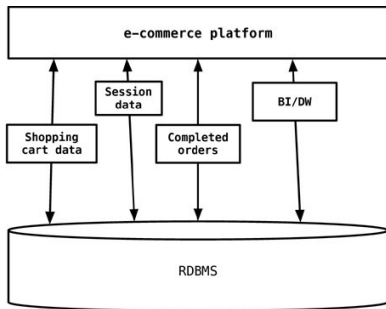 e-commerce platform
Session
data
BI/DW
Shopping
cart data
Completed
orders
RDBMS